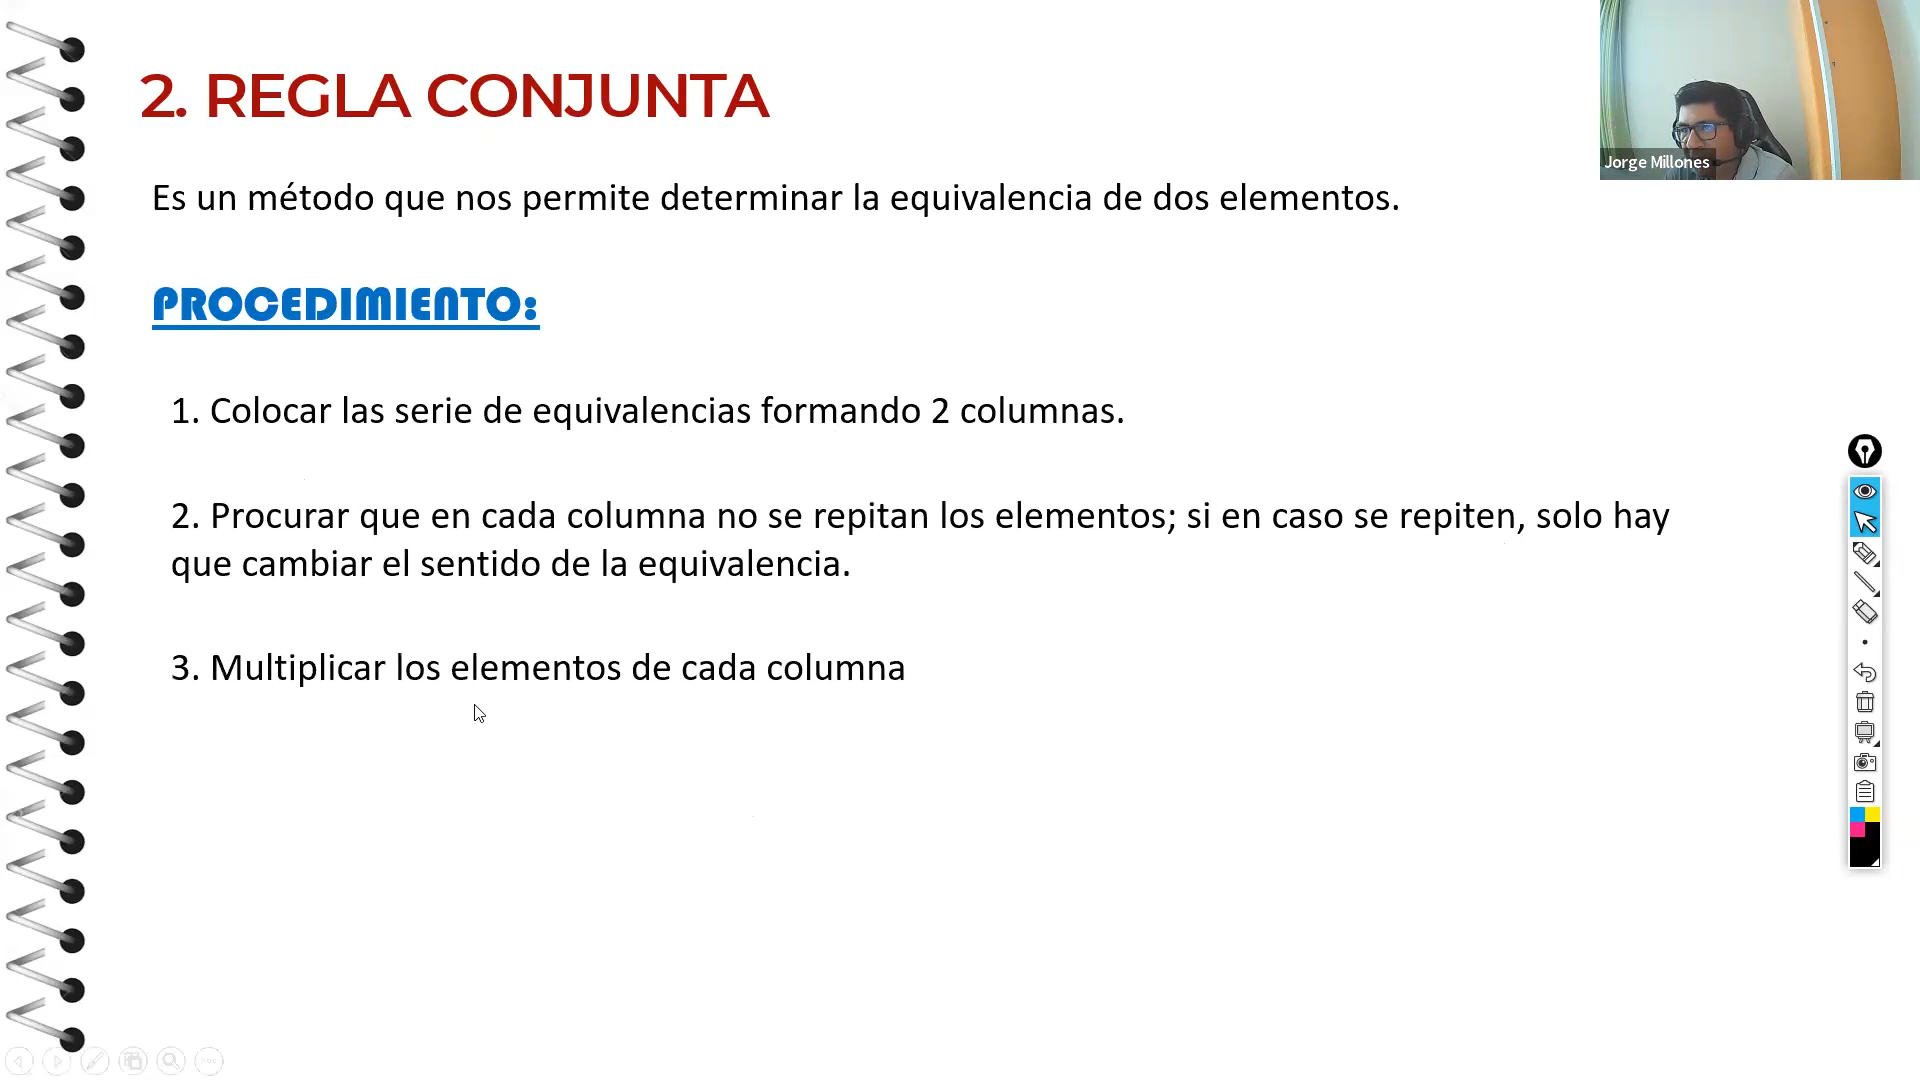 2. REGLA CONJUNTA
Jorge Millones
Es un método que nos permite determinar la equivalencia de dos elementos.
PROCEDIMIENTO:
1. Colocar las serie de equivalencias formando 2 columnas.
2. Procurar que en cada columna no se repitan los elementos; si en caso se repiten, solo hay
que cambiar el sentido de la equivalencia.
3. Multiplicar los elementos de cada columna